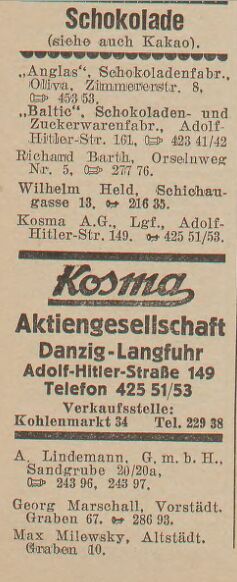 Schokolade
(siehe auch Kakao).
„Anglas“, Schokoladenfabr.,
Oliva, Zimmererstr. 8,
453 53.
„Baltic“, Schokoladen- und
Zuckerwarenfabr., Adolf-
Hitler-Str. 161, 423 41/42
Richard Barth, Orselnweg
Nr. 5, 277 76.
Wilhelm Held, Schichau-
gasse 13, 216 35.
Kosma A.G., Lgf., Adolf-
Hitler-Str. 149. 425 51/53.
Kosma
Aktiengesellschaft
Danzig-Langfuhr
Adolf-Hitler-Straße 149
Telefon 425 51/53
Verkaufsstelle:
Kohlenmarkt 34 Tel. 229 38
A. Lindemann, G. m. b. H.,
Sandgrube 20/20a,
243 96, 243 97.
Georg Marschall, Vorstädt.
Graben 67. 286 93.
Max Milewsky, Altstädt.
Graben 10.